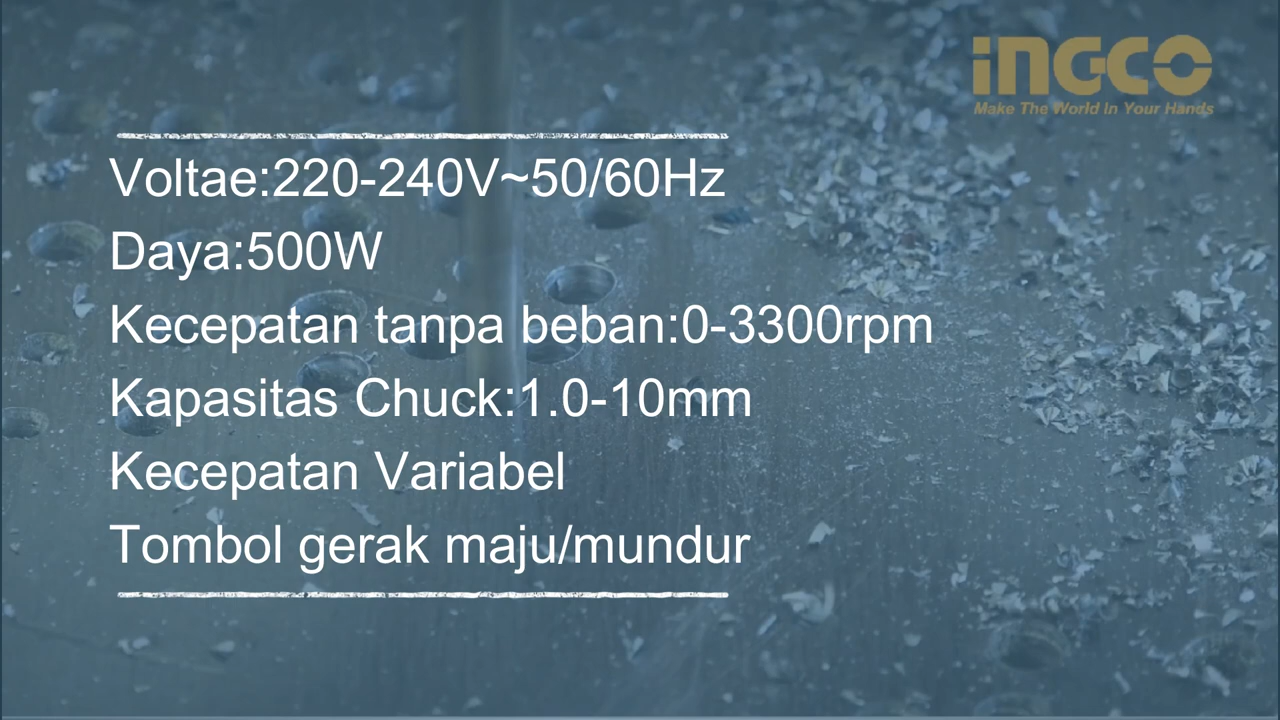 INGCO
Make The World In Your Hands
Voltae:220-240V~50/60Hz
Daya:500W
Kecepatan tanpa beban:0-3300rpm
Kapasitas Chuck:1.0-10mm
Kecepatan Variabel
Tombol gerak maju/mundur